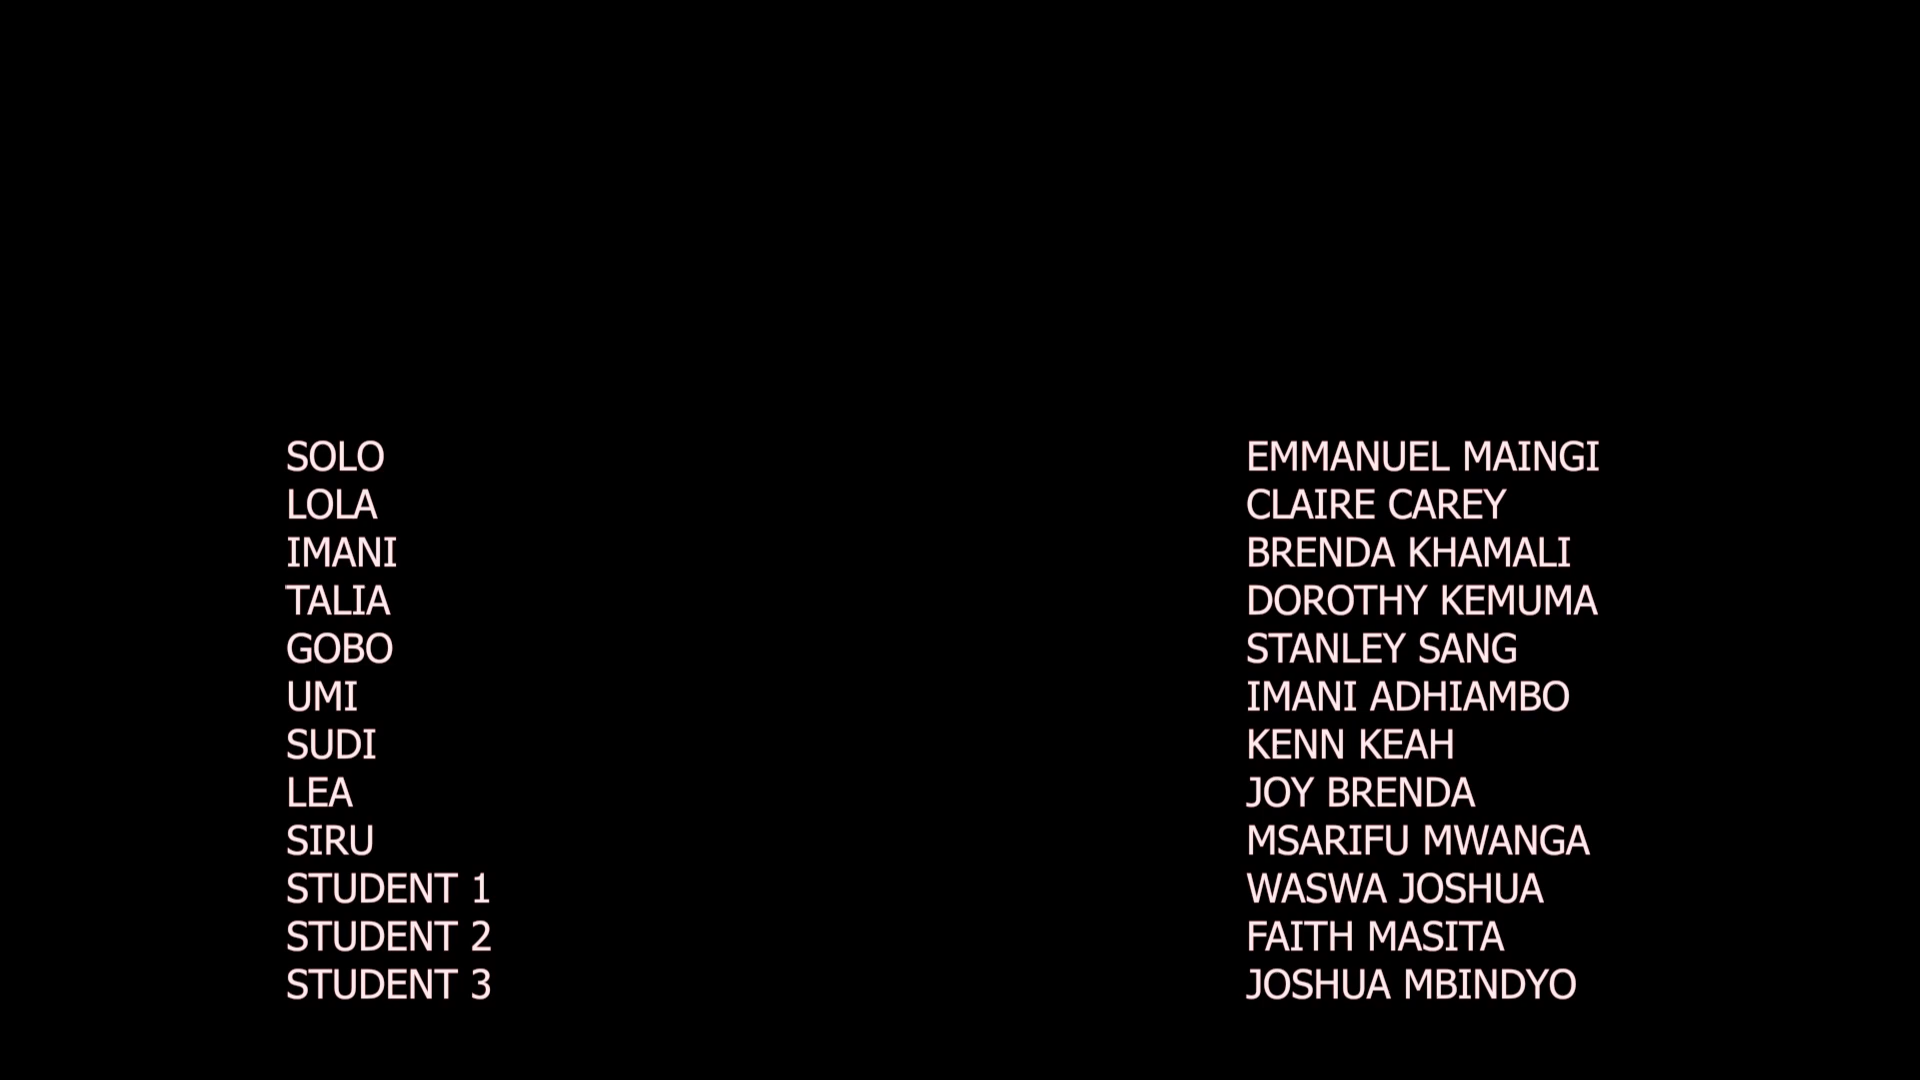 SOLO EMMANUEL MAINGI
LOLA CLAIRE CAREY
IMANI BRENDA KHAMALI
TALIA DOROTHY KEMUMA
GOBO STANLEY SANG
UMI IMANI ADHIAMBO
SUDI KENN KEAH
LEA JOY BRENDA
SIRU MSARIFU MWANGA
STUDENT 1 WASWA JOSHUA
STUDENT 2 FAITH MASITA
STUDENT 3 JOSHUA MBINDYO